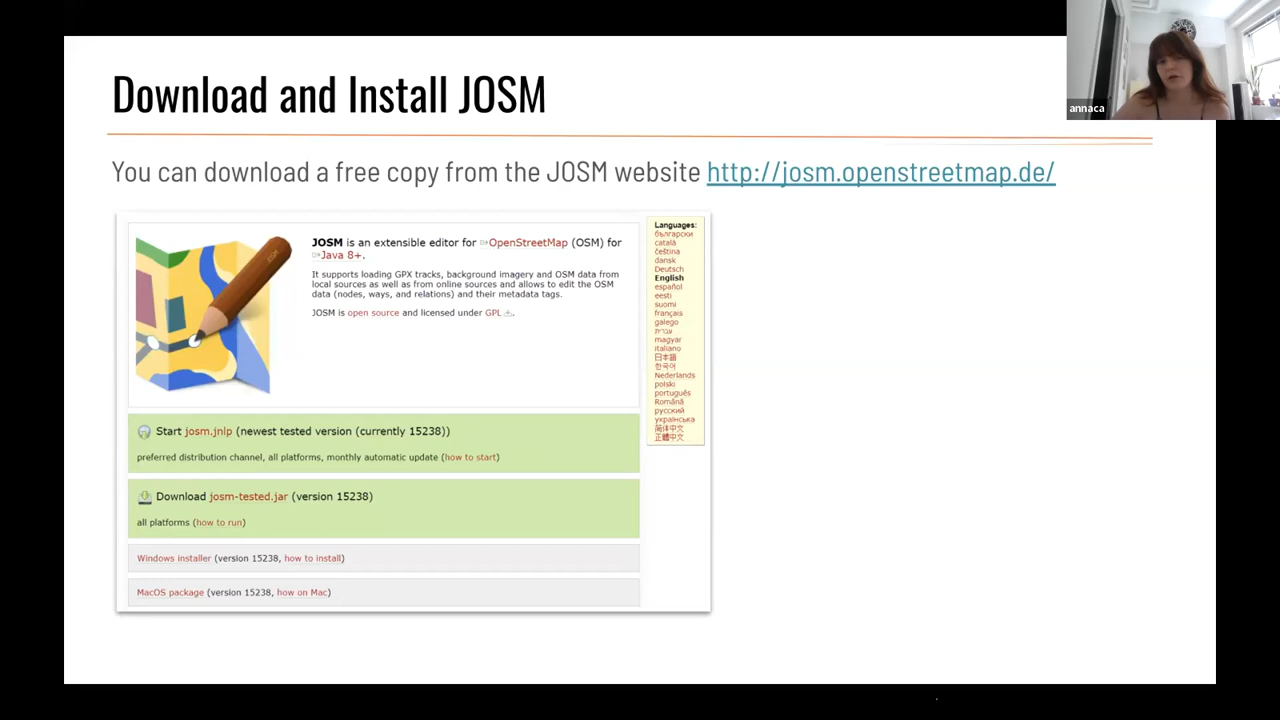 Download and Install JOSM
annaca
You can download a free copy from the JOSM website http://josm.openstreetmap.de/
JOSM is an extensible editor for OpenStreetMap (OSM) for
Java 8+.
It supports loading GPX tracks, background imagery and OSM data from
local sources as well as from online sources and allows to edit the OSM
data (nodes, ways, and relations) and their metadata tags.
JOSM is open source and licensed under GPL.
JOSM
Start josm.jnlp (newest tested version (currently 15238))
preferred distribution channel, all platforms, monthly automatic update (how to start)
Download josm-tested.jar (version 15238)
all platforms (how to run)
Windows installer (version 15238, how to install)
MacOS package (version 15238, how on Mac)
Languages:
български
català
čeština
dansk
Deutsch
English
español
eesti
suomi
français
galego
עברית
magyar
italiano
日本語
한국어
Nederlands
polski
português
Română
русский
українська
简体中文
正體中文